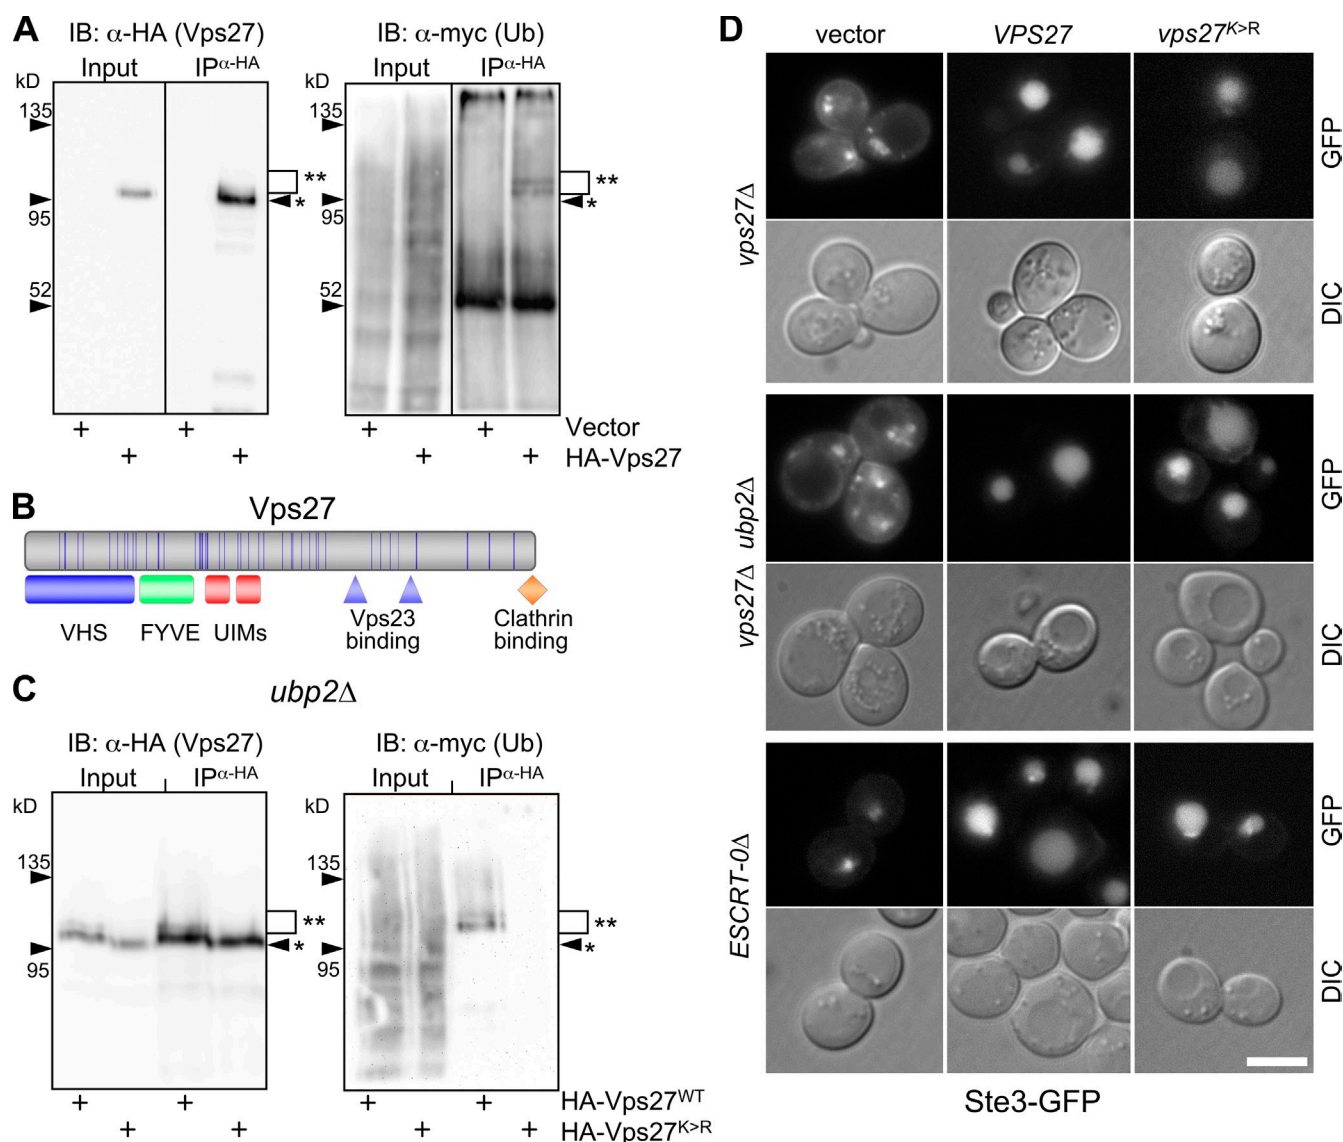 A
IB: α-HA (Vps27)
IB: α-myc (Ub)
Input
IPα-HA
Input
IPα-HA
kD
135
95
52
**
*
kD
135
95
52
**
*
+ + + + Vector
+ + + + HA-Vps27
B
Vps27
VHS
FYVE
UIMs
Vps23
binding
Clathrin
binding
C
ubp2Δ
IB: α-HA (Vps27)
IB: α-myc (Ub)
Input
IPα-HA
Input
IPα-HA
kD
135
95
**
*
kD
135
95
**
*
+ + + + HA-Vps27WT
+ + + + HA-Vps27K>R
D
vector
VPS27
vps27K>R
vps27Δ
GFP
DIC
vps27Δ ubp2Δ
GFP
DIC
ESCRT-0Δ
GFP
DIC
Ste3-GFP